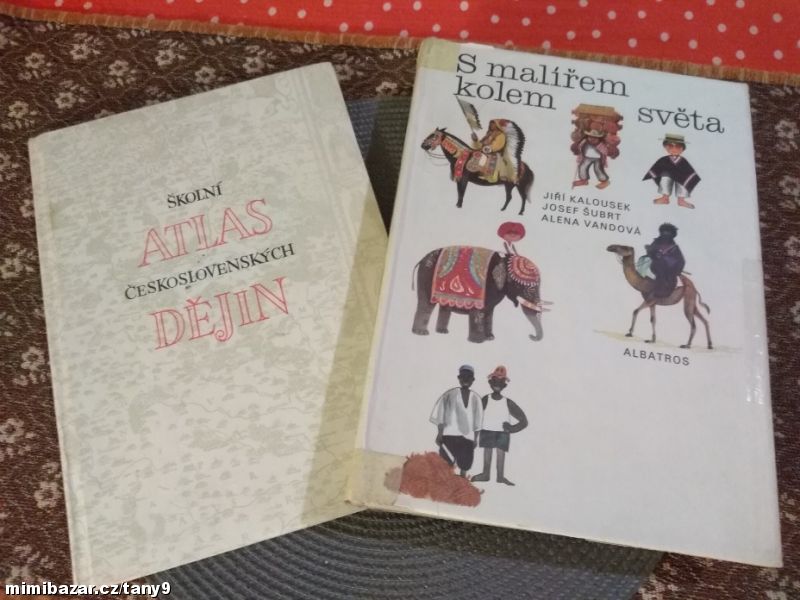 ŠKOLNÍ
ATLAS
ČESKOSLOVENSKÝCH
DĚJIN
S malířem
kolem světa
JIŘÍ KALOUSEK
JOSEF ŠUBRT
ALENA VANDOVÁ
ALBATROS
mimibazar.cz/tany9